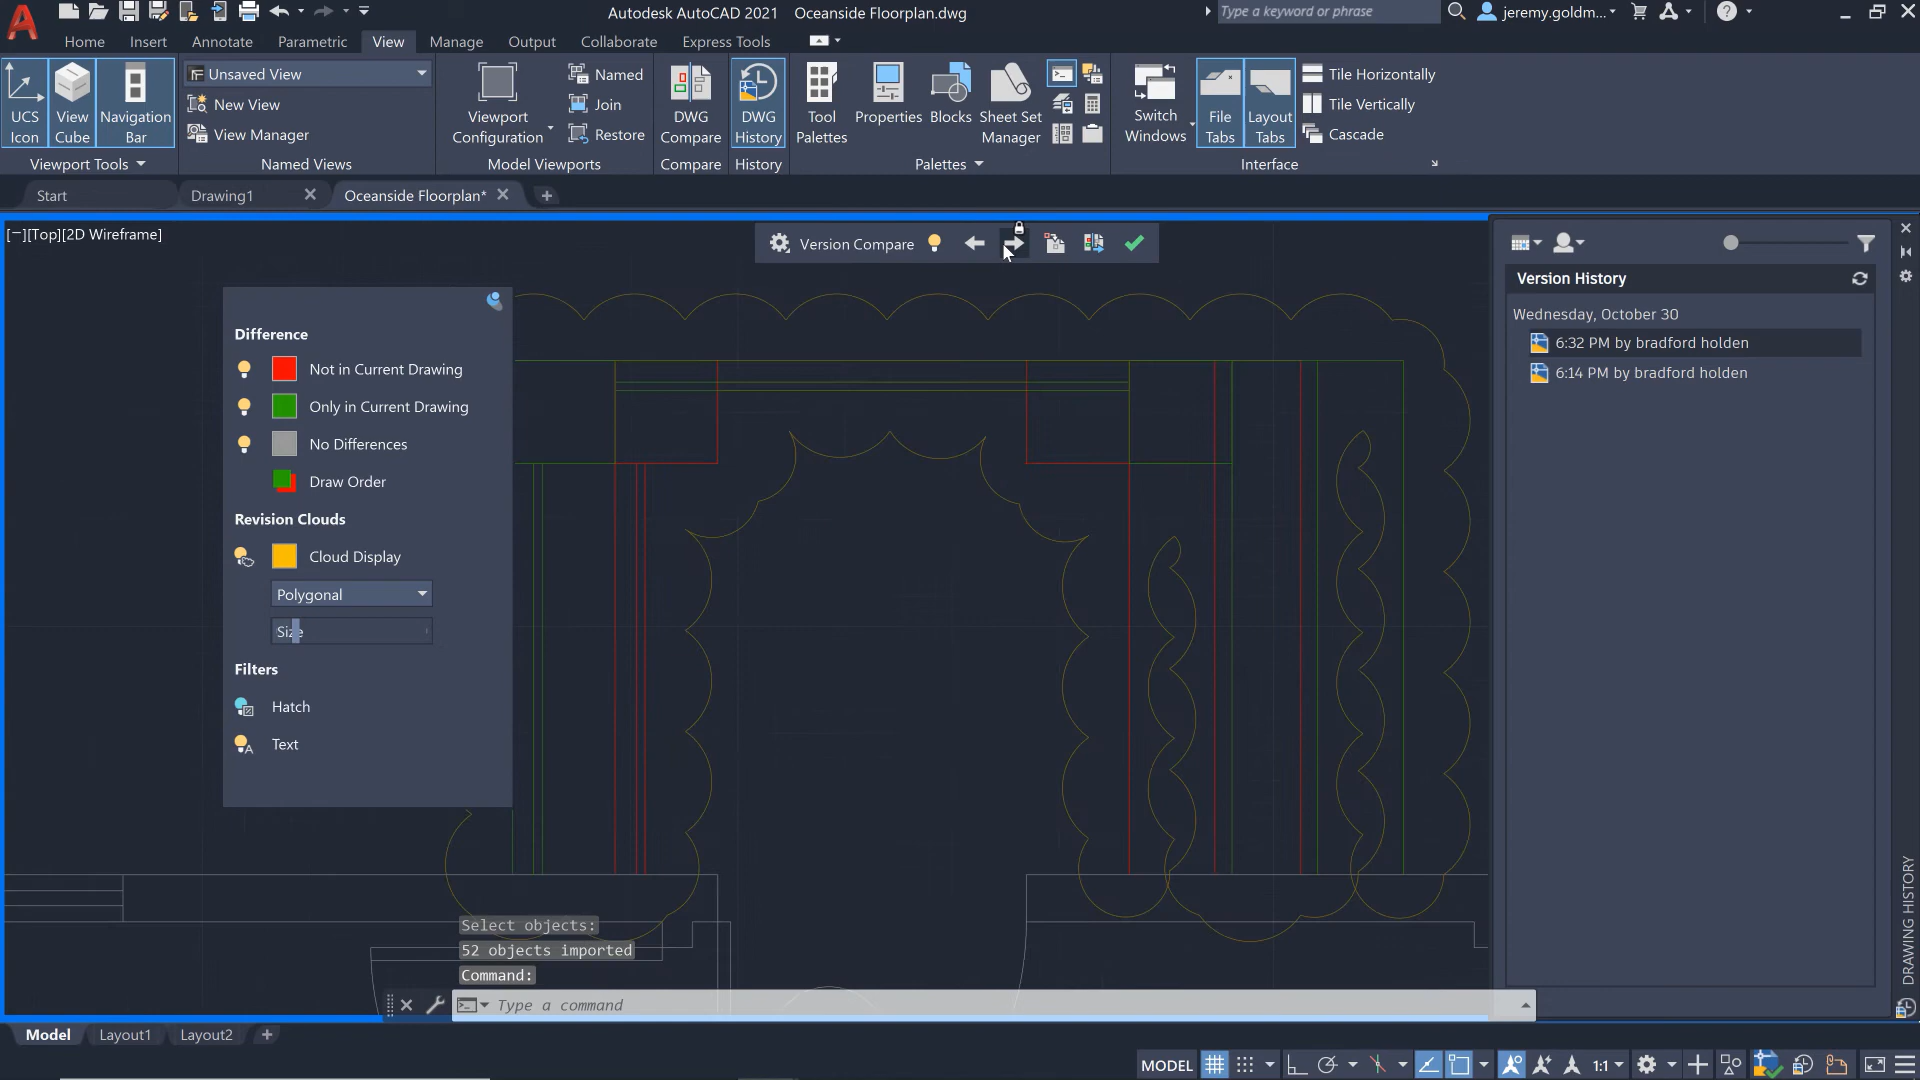 Autodesk AutoCAD 2021 Oceanside Floorplan.dwg
Type a keyword or phrase
jeremy.goldm...
Home Insert Annotate Parametric View Manage Output Collaborate Express Tools
UCS Icon
View Cube
Navigation Bar
Unsaved View
New View
View Manager
Viewport Configuration
Named
Join
Restore
DWG Compare
DWG History
Tool Palettes
Properties
Blocks
Sheet Set Manager
Switch Windows
File Tabs
Layout Tabs
Tile Horizontally
Tile Vertically
Cascade
Viewport Tools Named Views Model Viewports Compare History Palettes Interface
Start Drawing1 Oceanside Floorplan*
[−][Top][2D Wireframe]
Version Compare
Difference
Not in Current Drawing
Only in Current Drawing
No Differences
Draw Order
Revision Clouds
Cloud Display
Polygonal
Size
Filters
Hatch
Text
Version History
Wednesday, October 30
6:32 PM by bradford holden
6:14 PM by bradford holden
DRAWING HISTORY
Select objects:
52 objects imported
Command:
Type a command
Model Layout1 Layout2
MODEL 1:1